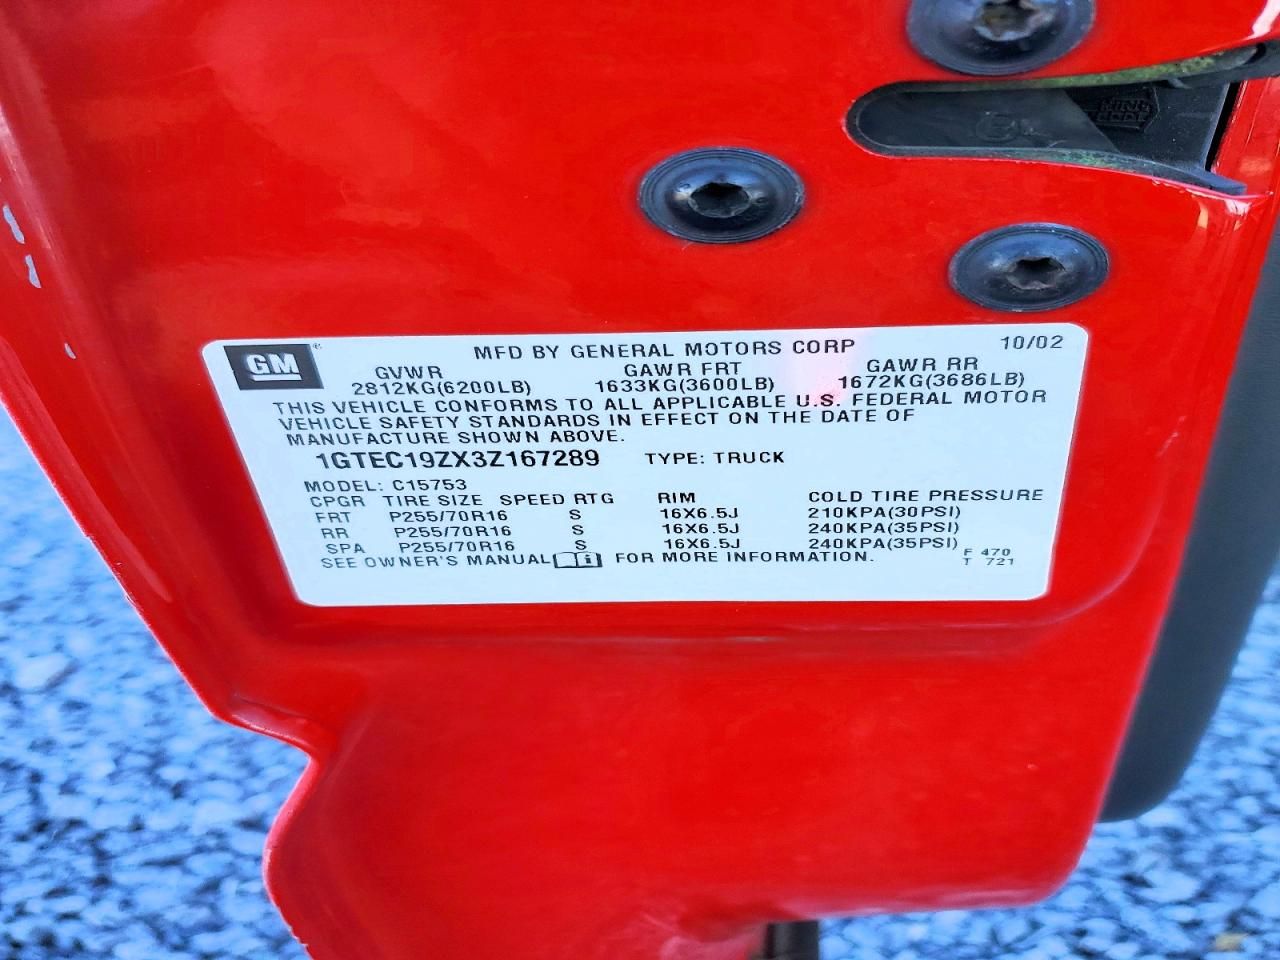 GM ®
MFD BY GENERAL MOTORS CORP 10/02
GVWR GAWR FRT GAWR RR
2812KG(6200LB) 1633KG(3600LB) 1672KG(3686LB)
THIS VEHICLE CONFORMS TO ALL APPLICABLE U.S. FEDERAL MOTOR
VEHICLE SAFETY STANDARDS IN EFFECT ON THE DATE OF
MANUFACTURE SHOWN ABOVE.
1GTEC19ZX3Z167289 TYPE: TRUCK
MODEL: C15753
CPGR TIRE SIZE SPEED RTG RIM COLD TIRE PRESSURE
FRT P255/70R16 S 16X6.5J 210KPA(30PSI)
RR P255/70R16 S 16X6.5J 240KPA(35PSI)
SPA P255/70R16 S 16X6.5J 240KPA(35PSI)
SEE OWNER'S MANUAL FOR MORE INFORMATION.
F 470
T 721